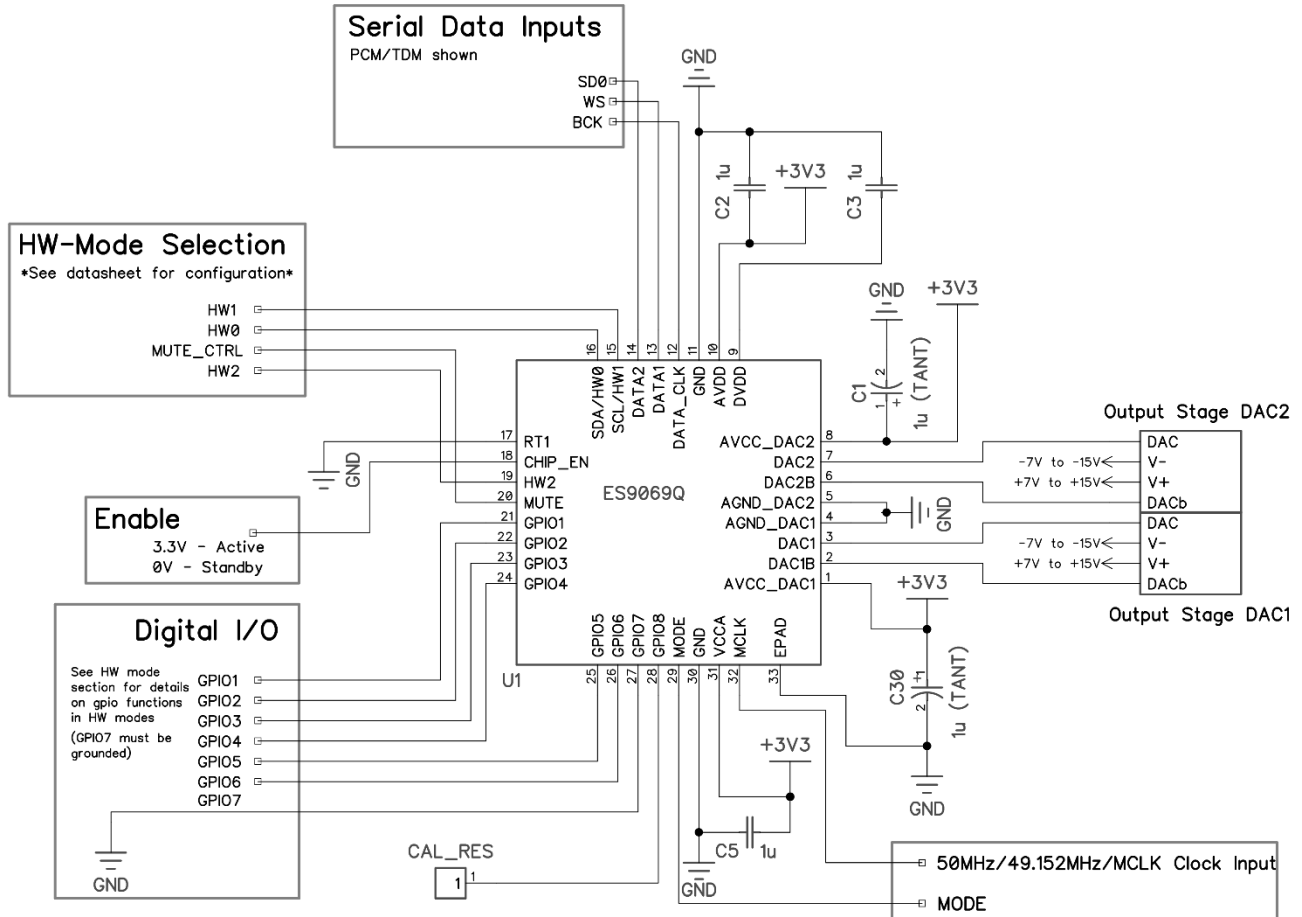 Serial Data Inputs
PCM/TDM shown
SD0
WS
BCK
GND
C2 1u
+3V3
C3 1u
HW-Mode Selection
*See datasheet for configuration*
HW1
HW0
MUTE_CTRL
HW2
GND
+3V3
C1
1 2
+
1u (TANT)
16 15 14 13 12 11 10 9
SDA/HW0
SCL/HW1
DATA2
DATA1
DATA_CLK
GND
AVDD
DVDD
17 RT1
18 CHIP_EN
19 HW2
20 MUTE
21 GPIO1
22 GPIO2
23 GPIO3
24 GPIO4
ES9069Q
AVCC_DAC2 8
DAC2 7
DAC2B 6
AGND_DAC2 5
AGND_DAC1 4
DAC1 3
DAC1B 2
AVCC_DAC1 1
GPIO5
GPIO6
GPIO7
GPIO8
MODE
GND
VCCA
MCLK
EPAD
25 26 27 28 29 30 31 32 33
U1
GND
GND
Output Stage DAC2
DAC
-7V to -15V V-
+7V to +15V V+
DACb
DAC
-7V to -15V V-
+7V to +15V V+
DACb
Output Stage DAC1
Enable
3.3V - Active
0V - Standby
Digital I/O
See HW mode
section for details
on gpio functions
in HW modes
(GPIO7 must be
grounded)
GPIO1
GPIO2
GPIO3
GPIO4
GPIO5
GPIO6
GPIO7
GND
+3V3
C30
+1
2
1u (TANT)
GND
+3V3
C5 1u
GND
CAL_RES
1 1
50MHz/49.152MHz/MCLK Clock Input
MODE